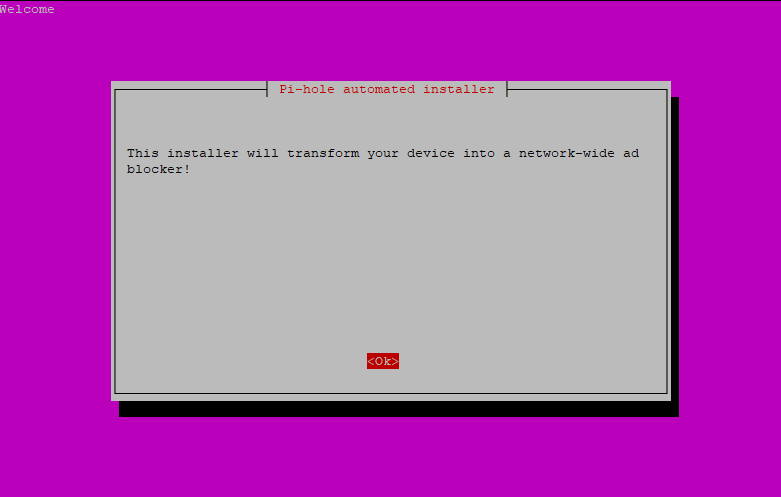 Welcome
Pi-hole automated installer
This installer will transform your device into a network-wide ad
blocker!
<Ok>